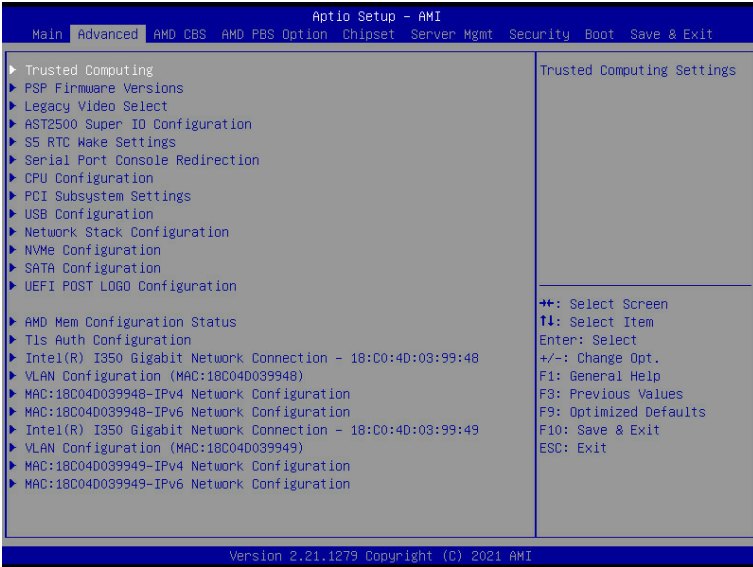 Aptio Setup – AMI
Main Advanced AMD CBS AMD PBS Option Chipset Server Mgmt Security Boot Save & Exit
Trusted Computing
PSP Firmware Versions
Legacy Video Select
AST2500 Super IO Configuration
S5 RTC Wake Settings
Serial Port Console Redirection
CPU Configuration
PCI Subsystem Settings
USB Configuration
Network Stack Configuration
NVMe Configuration
SATA Configuration
UEFI POST LOGO Configuration
AMD Mem Configuration Status
Tls Auth Configuration
Intel(R) I350 Gigabit Network Connection – 18:C0:4D:03:99:48
VLAN Configuration (MAC:18C04D039948)
MAC:18C04D039948-IPv4 Network Configuration
MAC:18C04D039948-IPv6 Network Configuration
Intel(R) I350 Gigabit Network Connection – 18:C0:4D:03:99:49
VLAN Configuration (MAC:18C04D039949)
MAC:18C04D039949-IPv4 Network Configuration
MAC:18C04D039949-IPv6 Network Configuration
Trusted Computing Settings
→←: Select Screen
↑↓: Select Item
Enter: Select
+/-: Change Opt.
F1: General Help
F3: Previous Values
F9: Optimized Defaults
F10: Save & Exit
ESC: Exit
Version 2.21.1279 Copyright (C) 2021 AMI